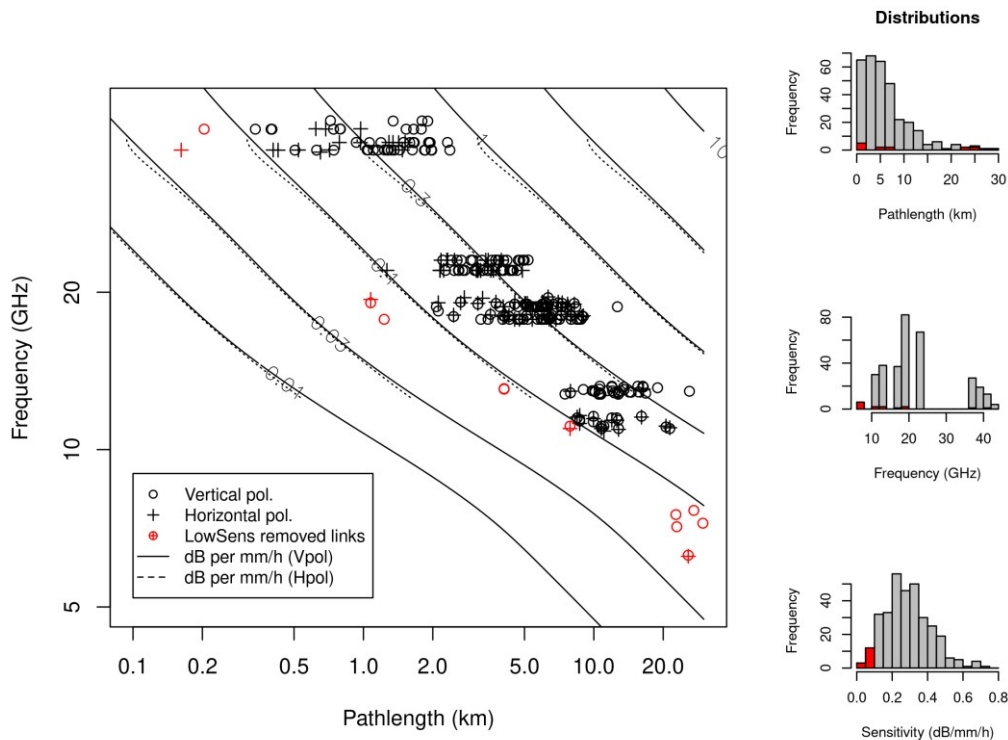 Distributions
Frequency (GHz)
20
10
5
0.01
0.03
0.1
0.3
1
10
Vertical pol.
Horizontal pol.
LowSens removed links
dB per mm/h (Vpol)
dB per mm/h (Hpol)
0.1 0.2 0.5 1.0 2.0 5.0 10.0 20.0
Pathlength (km)
Frequency
0 20 40 60
0 5 10 20 30
Pathlength (km)
Frequency
0 40 80
10 20 30 40
Frequency (GHz)
Frequency
0 20 40
0.0 0.2 0.4 0.6 0.8
Sensitivity (dB/mm/h)